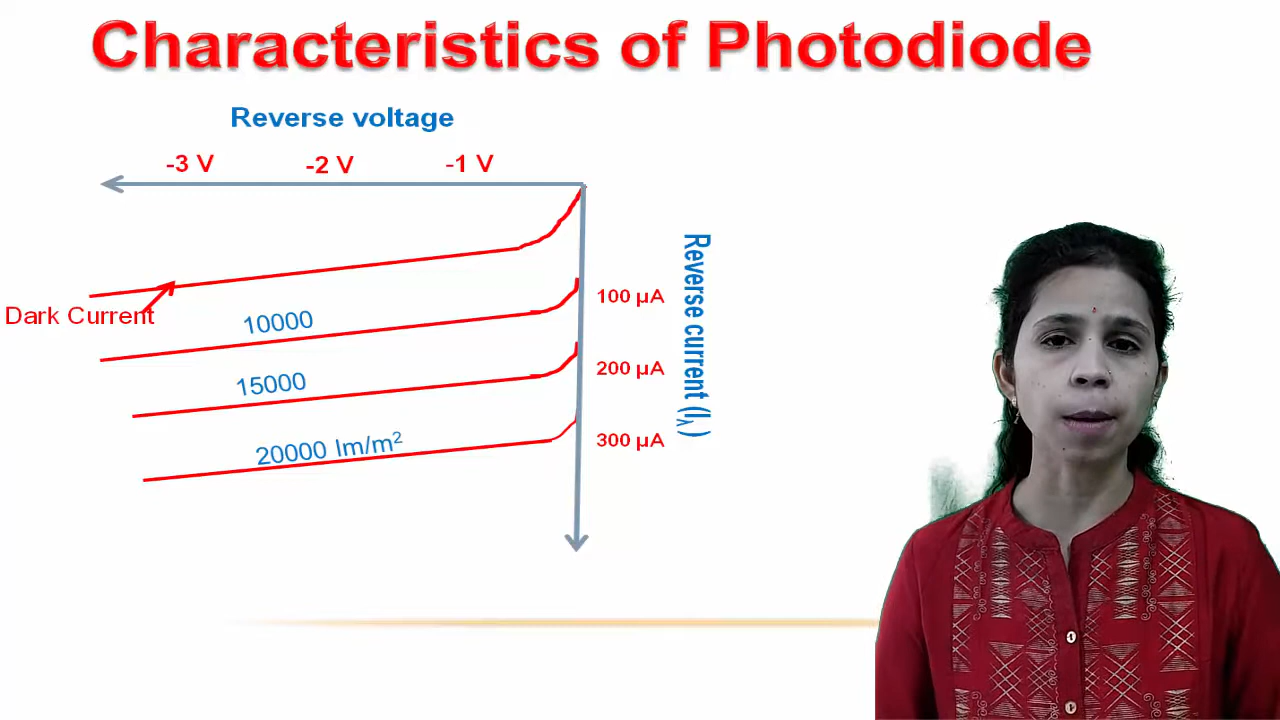 Characteristics of Photodiode
Reverse voltage
-3 V
-2 V
-1 V
Dark Current
10000
15000
20000 lm/m²
100 µA
200 µA
300 µA
Reverse current (Iλ)